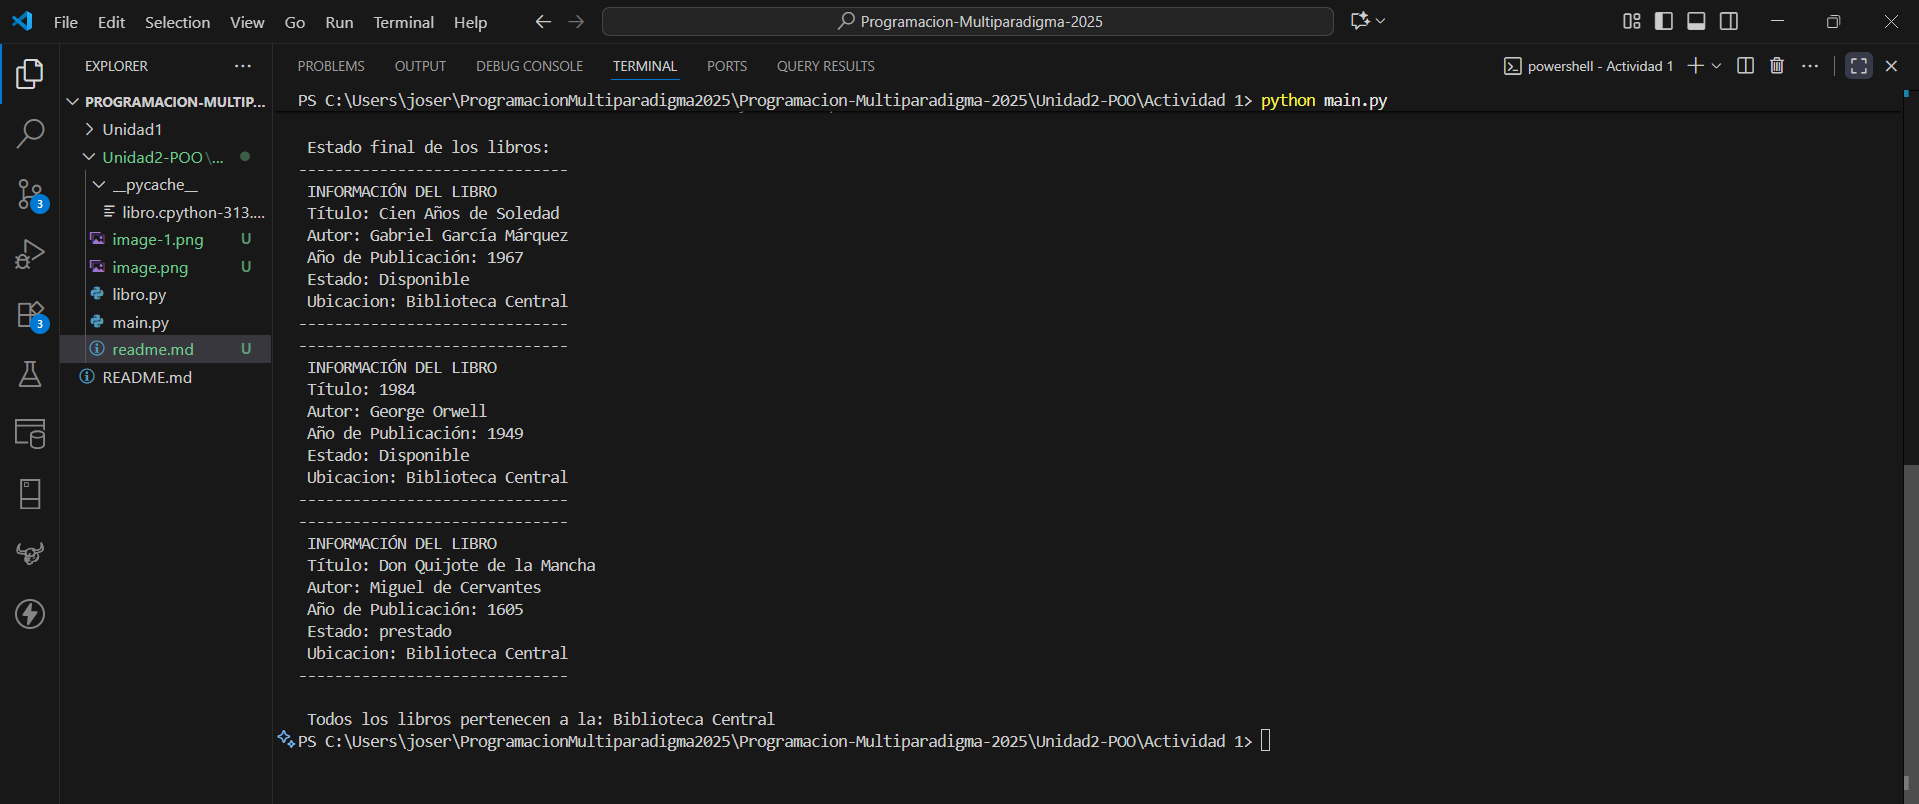 File Edit Selection View Go Run Terminal Help
Programacion-Multiparadigma-2025
EXPLORER
PROGRAMACION-MULTIP...
Unidad1
Unidad2-POO \...
__pycache__
libro.cpython-313....
image-1.png U
image.png U
libro.py
main.py
readme.md U
README.md
3
3
PROBLEMS OUTPUT DEBUG CONSOLE TERMINAL PORTS QUERY RESULTS
powershell - Actividad 1
PS C:\Users\joser\ProgramacionMultiparadigma2025\Programacion-Multiparadigma-2025\Unidad2-POO\Actividad 1> python main.py
Estado final de los libros:
------------------------------
INFORMACIÓN DEL LIBRO
Título: Cien Años de Soledad
Autor: Gabriel García Márquez
Año de Publicación: 1967
Estado: Disponible
Ubicacion: Biblioteca Central
------------------------------
------------------------------
INFORMACIÓN DEL LIBRO
Título: 1984
Autor: George Orwell
Año de Publicación: 1949
Estado: Disponible
Ubicacion: Biblioteca Central
------------------------------
------------------------------
INFORMACIÓN DEL LIBRO
Título: Don Quijote de la Mancha
Autor: Miguel de Cervantes
Año de Publicación: 1605
Estado: prestado
Ubicacion: Biblioteca Central
------------------------------
Todos los libros pertenecen a la: Biblioteca Central
PS C:\Users\joser\ProgramacionMultiparadigma2025\Programacion-Multiparadigma-2025\Unidad2-POO\Actividad 1>